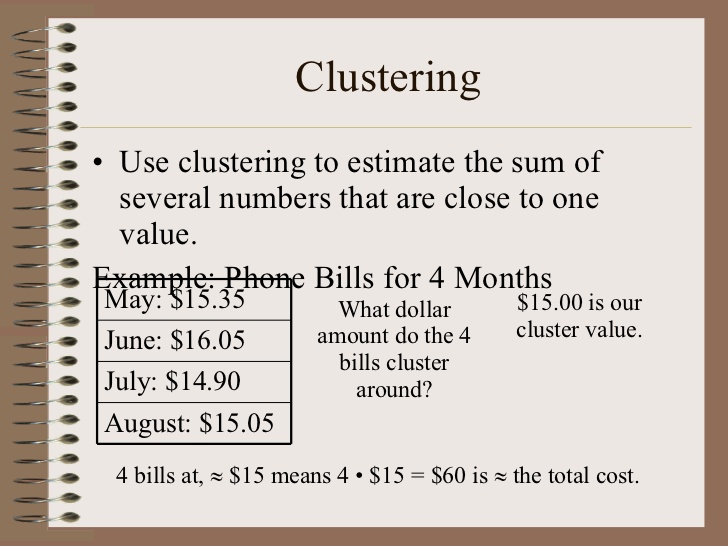 Clustering
• Use clustering to estimate the sum of
several numbers that are close to one
value.
Example: Phone Bills for 4 Months
May: $15.35
June: $16.05
July: $14.90
August: $15.05
What dollar
amount do the 4
bills cluster
around?
$15.00 is our
cluster value.
4 bills at, ≈ $15 means 4 • $15 = $60 is ≈ the total cost.